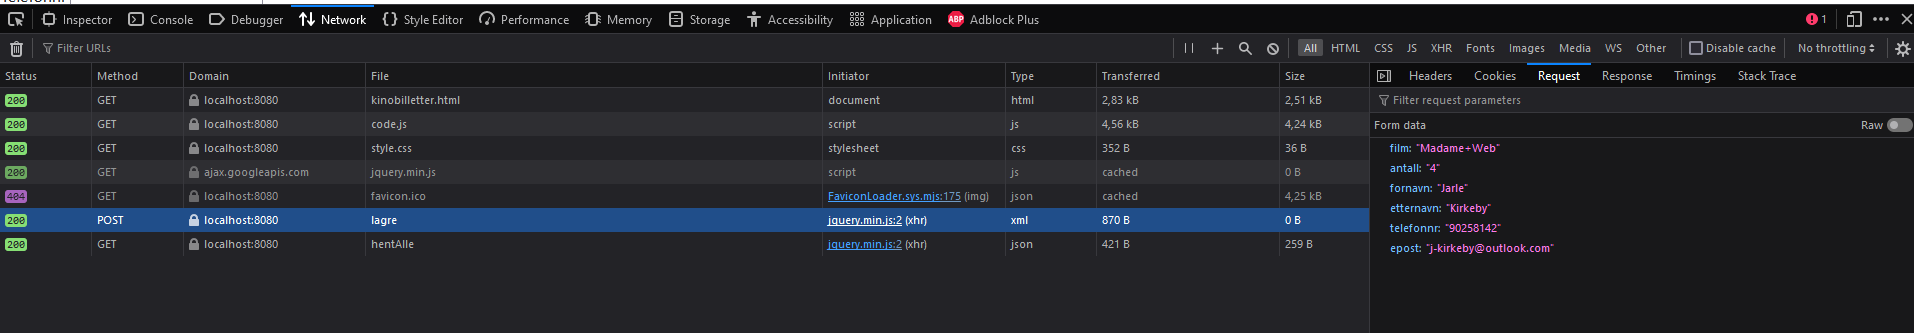 Inspector Console Debugger Network Style Editor Performance Memory Storage Accessibility Application ABP Adblock Plus 1
Filter URLs All HTML CSS JS XHR Fonts Images Media WS Other Disable cache No throttling
Status Method Domain File Initiator Type Transferred Size Headers Cookies Request Response Timings Stack Trace
200 GET localhost:8080 kinobilletter.html document html 2,83 kB 2,51 kB Filter request parameters
200 GET localhost:8080 code.js script js 4,56 kB 4,24 kB Form data Raw
200 GET localhost:8080 style.css stylesheet css 352 B 36 B film: "Madame+Web"
200 GET ajax.googleapis.com jquery.min.js script js cached 0 B antall: "4"
404 GET localhost:8080 favicon.ico FaviconLoader.sys.mjs:175 (img) json cached 4,25 kB fornavn: "Jarle"
200 POST localhost:8080 lagre jquery.min.js:2 (xhr) xml 870 B 0 B etternavn: "Kirkeby"
200 GET localhost:8080 hentAlle jquery.min.js:2 (xhr) json 421 B 259 B telefonnr: "90258142"
epost: "j-kirkeby@outlook.com"